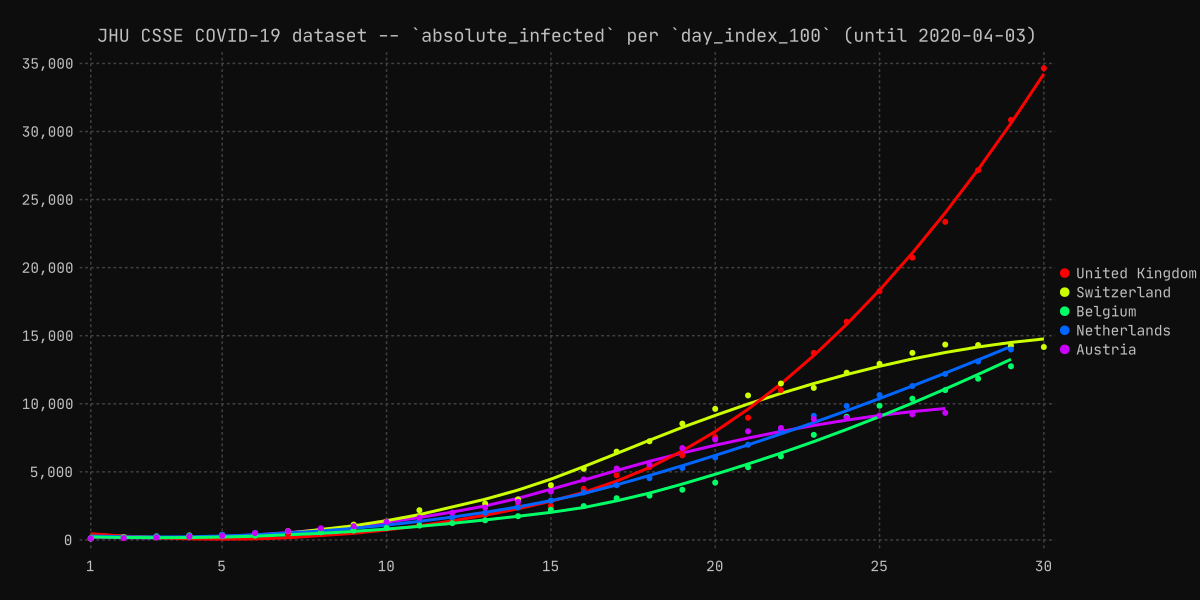 JHU CSSE COVID-19 dataset -- `absolute_infected` per `day_index_100` (until 2020-04-03)
35,000
30,000
25,000
20,000
15,000
10,000
5,000
0
1 5 10 15 20 25 30
United Kingdom
Switzerland
Belgium
Netherlands
Austria